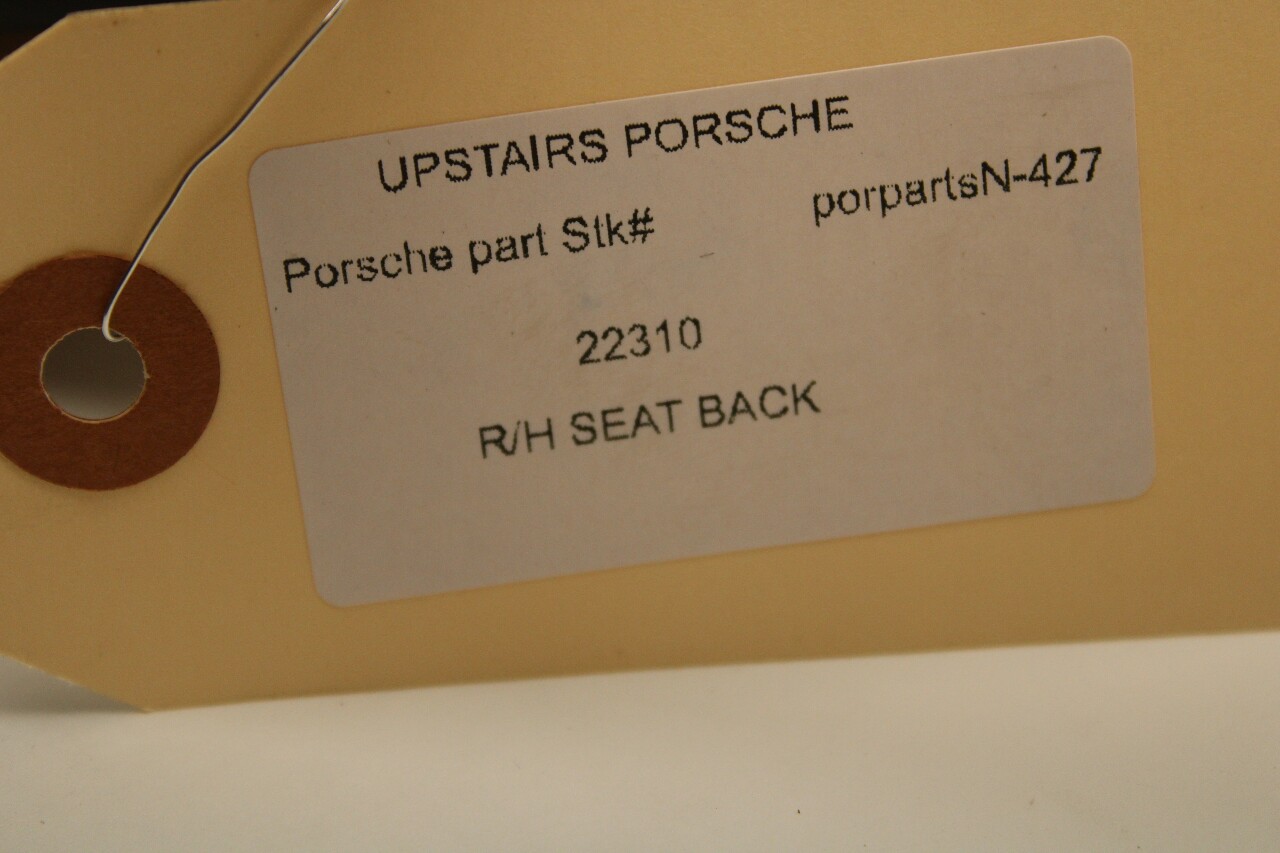 UPSTAIRS PORSCHE
Porsche part Stk# porpartsN-427
22310
R/H SEAT BACK